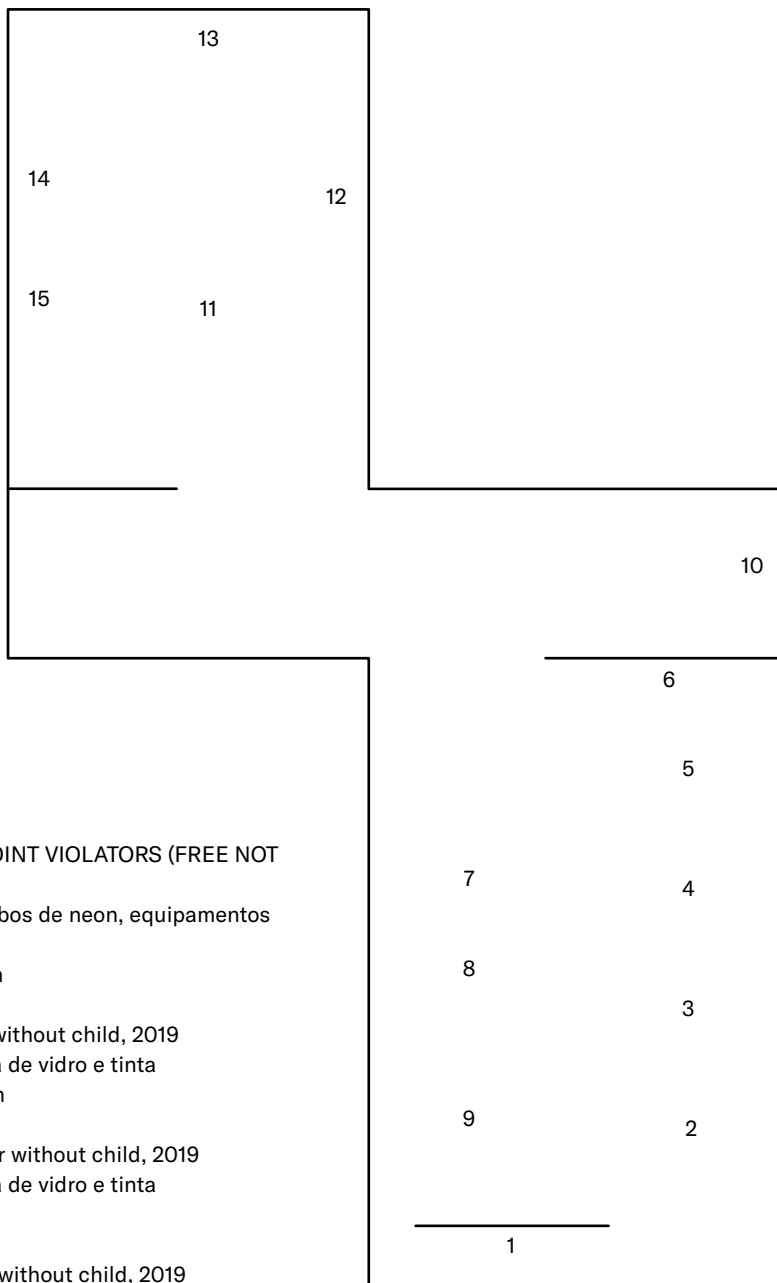 13
14
12
15
11
10
6
5
OINT VIOLATORS (FREE NOT
7
4
bos de neon, equipamentos
8
without child, 2019
3
a de vidro e tinta
9
2
r without child, 2019
a de vidro e tinta
1
without child, 2019